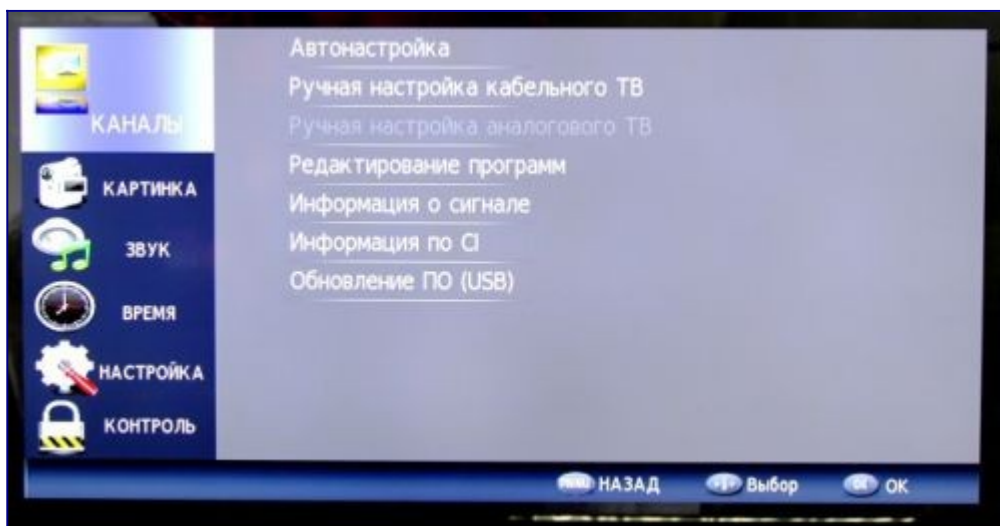 КАНАЛЫ
КАРТИНКА
ЗВУК
ВРЕМЯ
НАСТРОЙКА
КОНТРОЛЬ
Автонастройка
Ручная настройка кабельного ТВ
Ручная настройка аналогового ТВ
Редактирование программ
Информация о сигнале
Информация по CI
Обновление ПО (USB)
НАЗАД Выбор OK ОК